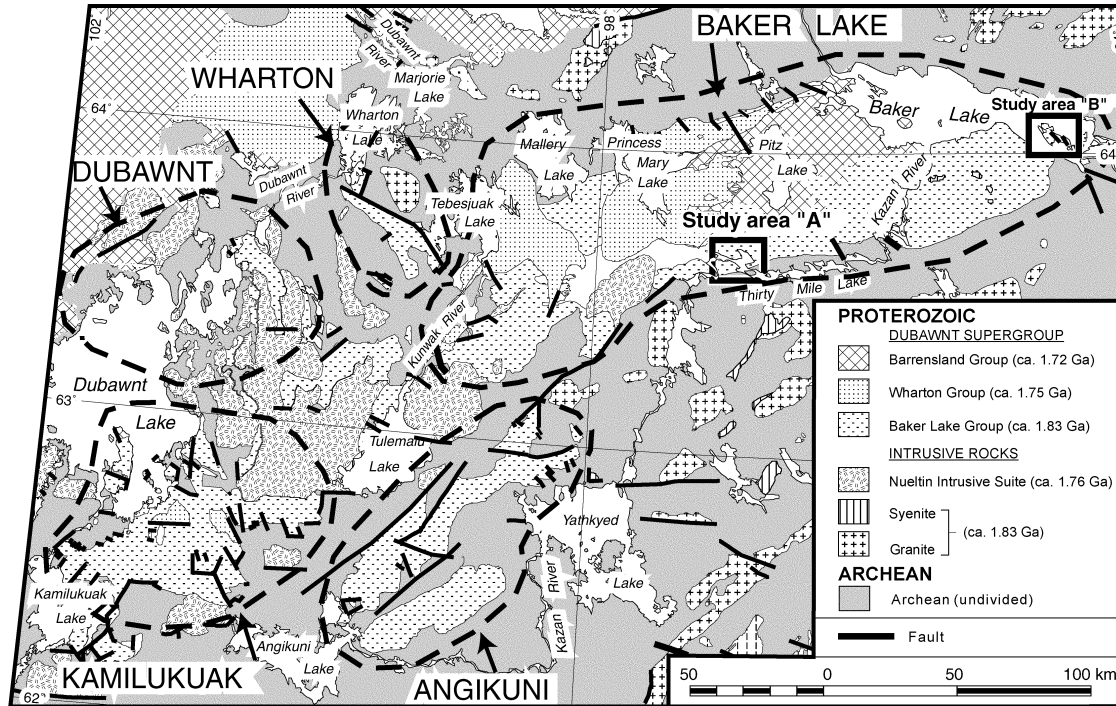 102
98
BAKER LAKE
Dubawnt
River
Marjorie
Lake
WHARTON
64°
Wharton
Lake
Baker
Lake
Study area "B"
Mallery
Lake
Princess
Mary
Lake
Pitz
Lake
64
DUBAWNT
Dubawnt
River
Tebesjuak
Lake
Kazan River
Study area "A"
Thirty Mile Lake
Kunwak River
PROTEROZOIC
DUBAWNT SUPERGROUP
Barrensland Group (ca. 1.72 Ga)
Wharton Group (ca. 1.75 Ga)
Baker Lake Group (ca. 1.83 Ga)
INTRUSIVE ROCKS
Nueltin Intrusive Suite (ca. 1.76 Ga)
Syenite
(ca. 1.83 Ga)
Granite
ARCHEAN
Archean (undivided)
Fault
Dubawnt
Lake
63°
Tulemalu
Lake
Yathkyed
Lake
Kazan River
Kamilukuak
Lake
Angikuni
Lake
62°
KAMILUKUAK
ANGIKUNI
50 0 50 100 km